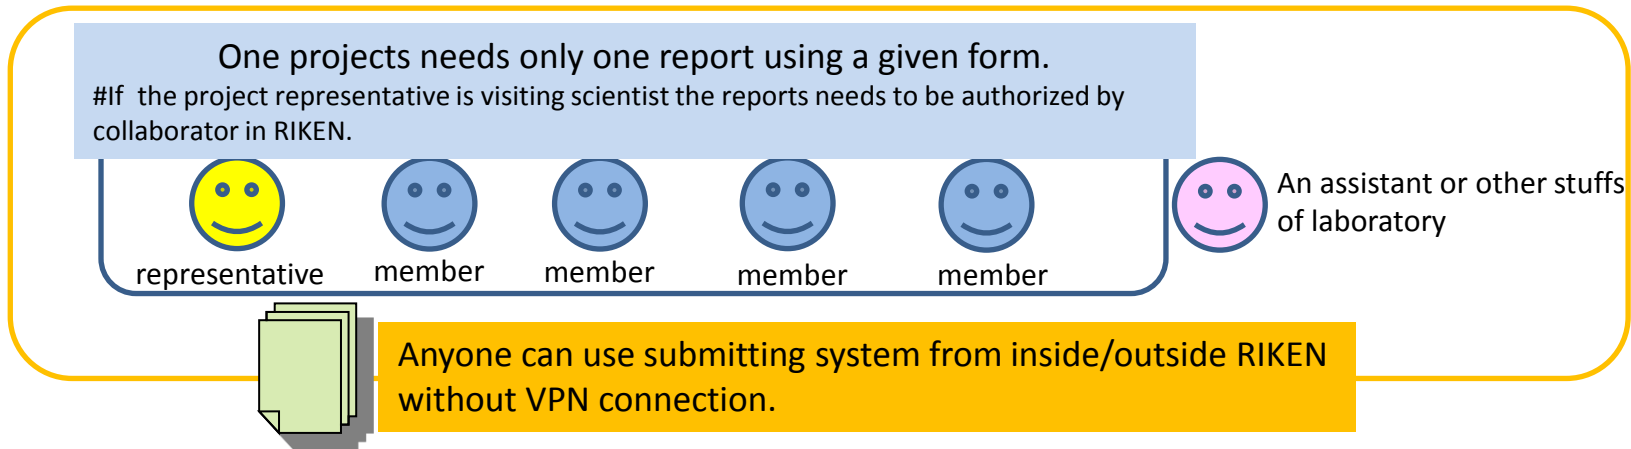 One projects needs only one report using a given form.
#If the project representative is visiting scientist the reports needs to be authorized by
collaborator in RIKEN.
An assistant or other stuffs
of laboratory
representative
member
member
member
member
Anyone can use submitting system from inside/outside RIKEN
without VPN connection.